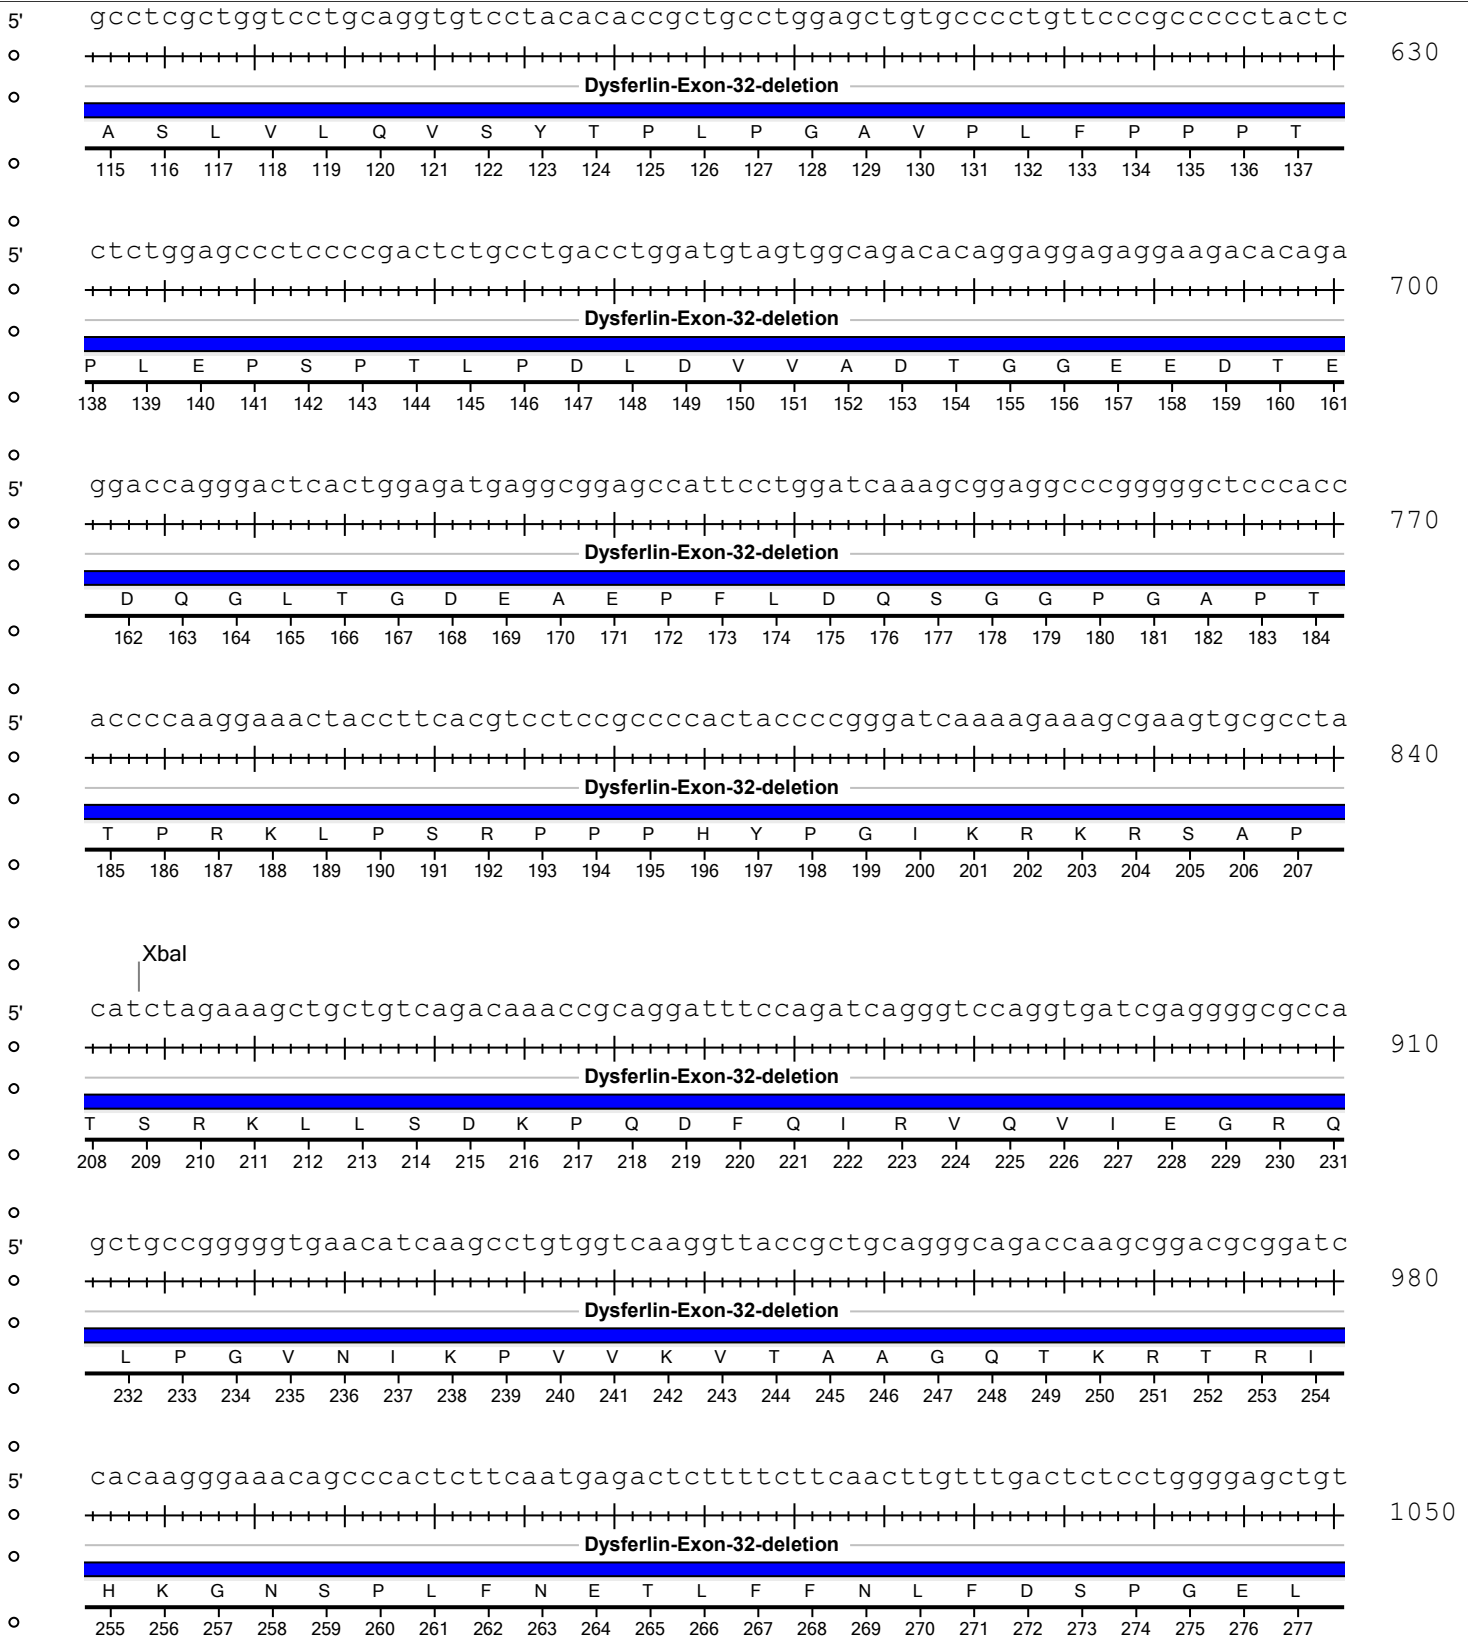 5' gcctcgctggtcctgcaggtgtcctacacaccgctgcctggagctgtgcccctgttcccgccccctactc
630
Dysferlin-Exon-32-deletion
A S L V L Q V S Y T P L P G A V P L F P P P T
115 116 117 118 119 120 121 122 123 124 125 126 127 128 129 130 131 132 133 134 135 136 137
5' ctctggagccctccccgactctgcctgacctggatgtagtggcagacacaggaggagaggaagacacaga
700
Dysferlin-Exon-32-deletion
P L E P S P T L P D L D V V A D T G G E E D T E
138 139 140 141 142 143 144 145 146 147 148 149 150 151 152 153 154 155 156 157 158 159 160 161
5' ggaccagggactcactggagatgaggcggagccattcctggatcaaagcggaggcccgggggctcccacc
770
Dysferlin-Exon-32-deletion
D Q G L T G D E A E P F L D Q S G G P G A P T
162 163 164 165 166 167 168 169 170 171 172 173 174 175 176 177 178 179 180 181 182 183 184
5' accccaaggaaactaccttcacgtcctccgccccactaccccgggatcaaaagaaagcgaagtgcgccta
840
Dysferlin-Exon-32-deletion
T P R K L P S R P P P H Y P G I K R K R S A P
185 186 187 188 189 190 191 192 193 194 195 196 197 198 199 200 201 202 203 204 205 206 207
XbaI
5' catctagaaagctgctgtcagacaaaccgcaggatttccagatcagggtccaggtgatcgaggggcgcca
910
Dysferlin-Exon-32-deletion
T S R K L L S D K P Q D F Q I R V Q V I E G R Q
208 209 210 211 212 213 214 215 216 217 218 219 220 221 222 223 224 225 226 227 228 229 230 231
5' gctgccgggggtgaacatcaagcctgtggtcaaggttaccgctgcagggcagaccaagcggacgcggatc
980
Dysferlin-Exon-32-deletion
L P G V N I K P V V K V T A A G Q T K R T R I
232 233 234 235 236 237 238 239 240 241 242 243 244 245 246 247 248 249 250 251 252 253 254
5' cacaagggaaacagcccactcttcaatgagactcttttcttcaacttgtttgactctcctggggagctgt
1050
Dysferlin-Exon-32-deletion
H K G N S P L F N E T L F F N L F D S P G E L
255 256 257 258 259 260 261 262 263 264 265 266 267 268 269 270 271 272 273 274 275 276 277